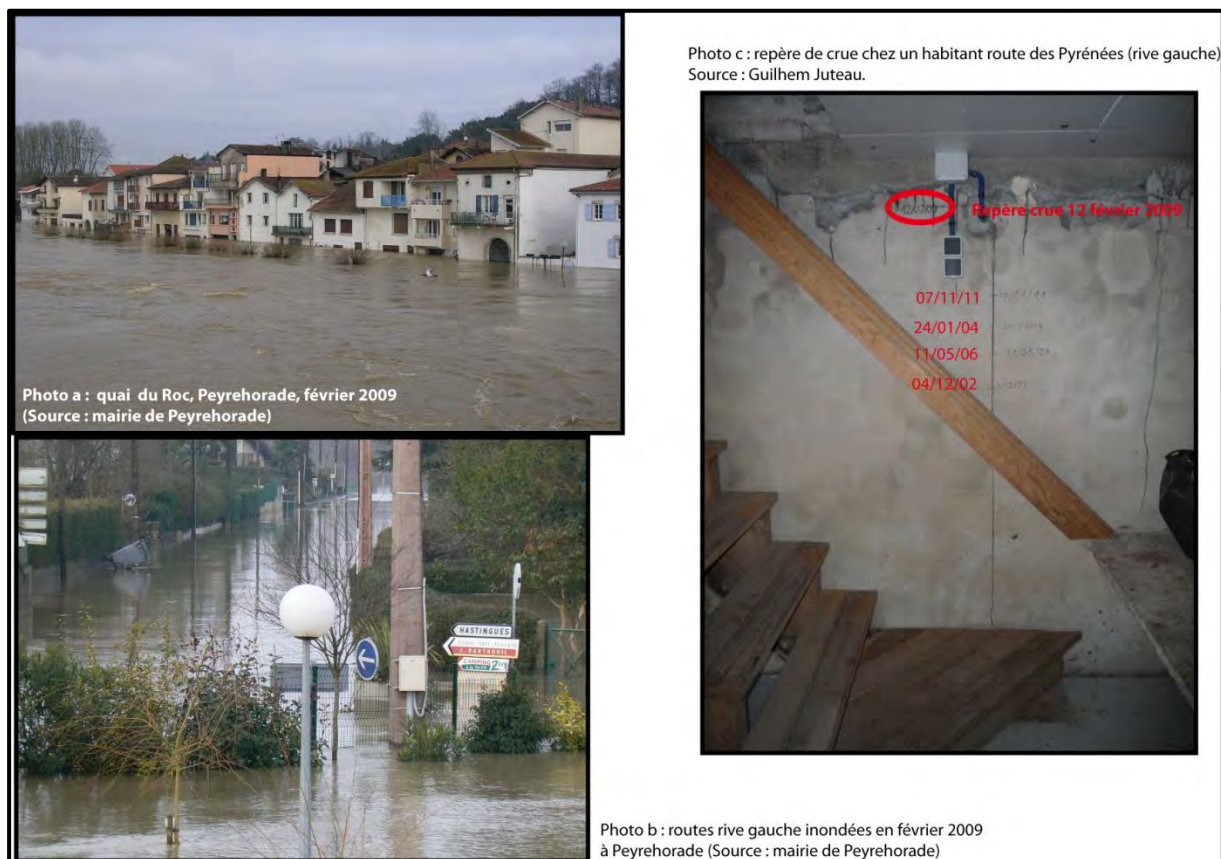 Photo a : quai du Roc, Peyrehorade, février 2009
(Source : mairie de Peyrehorade)
Photo c : repère de crue chez un habitant route des Pyrénées (rive gauche)
Source : Guilhem Juteau.
Repère crue 12 février 2009
07/11/11
24/01/04
11/05/06
04/12/02
HASTINGUES
J. BARTHOUIL
CAMPING
Photo b : routes rive gauche inondées en février 2009
à Peyrehorade (Source : mairie de Peyrehorade)